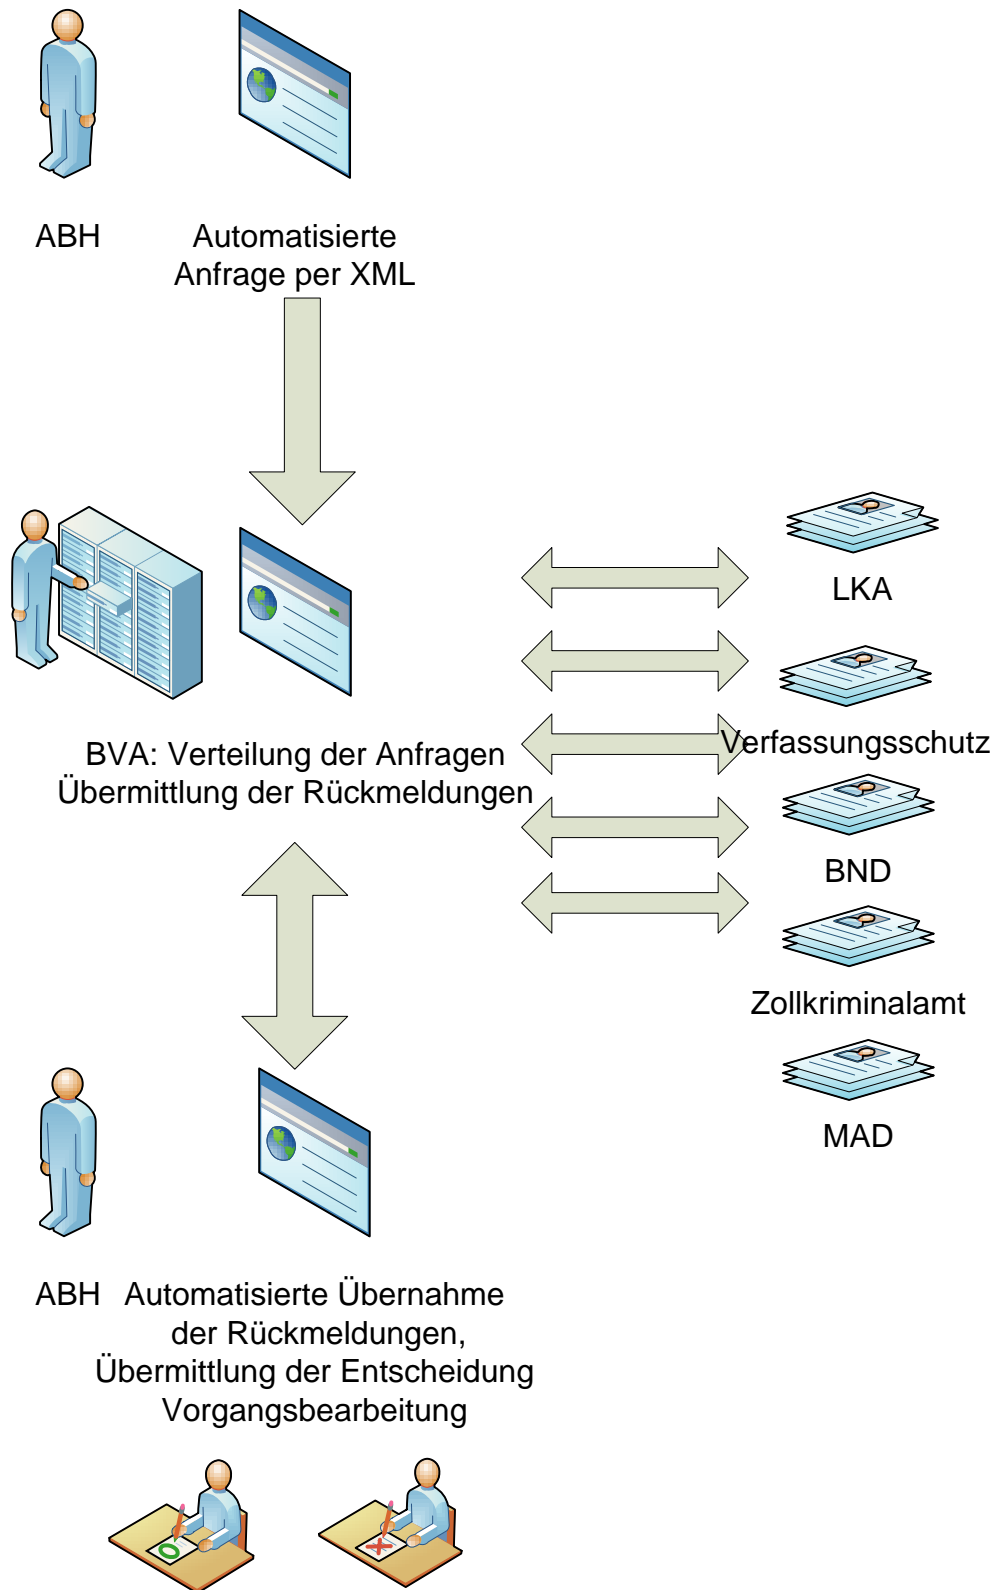 ABH
Automatisierte
Anfrage per XML
LKA
Verfassungsschutz
BVA: Verteilung der Anfragen
Übermittlung der Rückmeldungen
BND
Zollkriminalamt
MAD
ABH
Automatisierte Übernahme
der Rückmeldungen,
Übermittlung der Entscheidung
Vorgangsbearbeitung